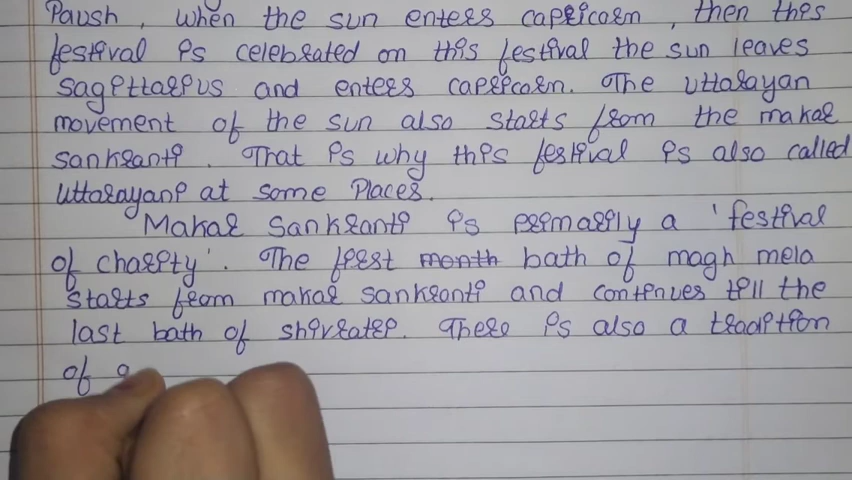 Paush, when the sun enters capricorn, then this
festival is celebrated on this festival the sun leaves
sagittarius and enters capricorn. The uttarayan
movement of the sun also starts from the makar
sankranti. That is why this festival is also called
uttarayani at some Places.
Makar sankranti is primarily a 'festival
of charity'. The first month bath of magh mela
starts from makar sankranti and continues till the
last bath of shivratri. There is also a tradition
of